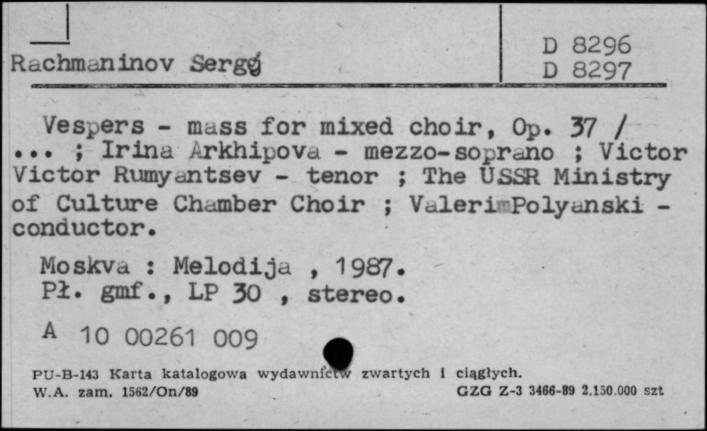 Rachmaninov Sergej
D 8296
D 8297
Vespers - mass for mixed choir, Op. 37 /
... ; Irina Arkhipova - mezzo-soprano ; Victor
Victor Rumyantsev - tenor ; The USSR Ministry
of Culture Chamber Choir ; Valeri Polyanski -
conductor.
Moskva : Melodija , 1987.
Pł. gmf., LP 30 , stereo.
A 10 00261 009
PU-B-143 Karta katalogowa wydawnictw zwartych i ciągłych.
W.A. zam. 1562/On/89 GZG Z-3 3466-89 2.150.000 szt